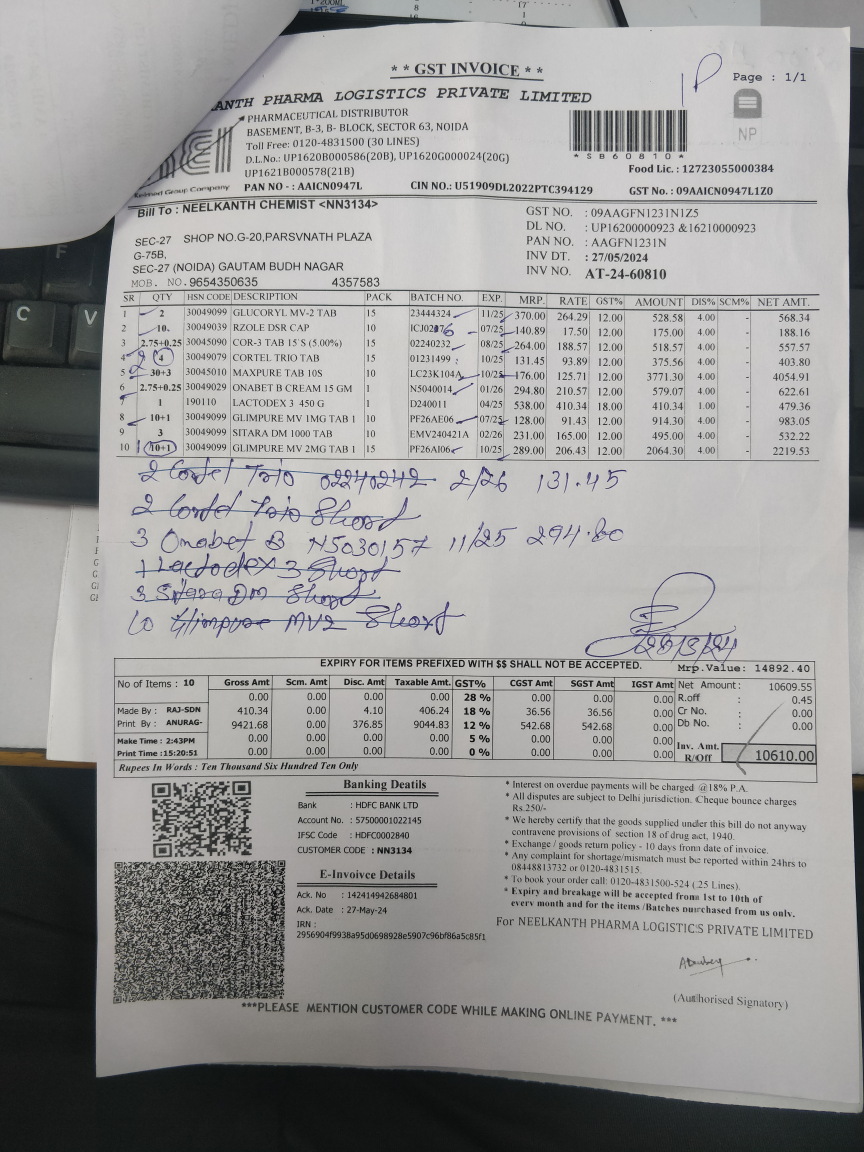 * * GST INVOICE * *
1P
Page : 1/1
KANTH PHARMA LOGISTICS PRIVATE LIMITED
PHARMACEUTICAL DISTRIBUTOR
BASEMENT, B-3, B- BLOCK, SECTOR 63, NOIDA
Toll Free: 0120-4831500 (30 LINES)
D.L.No.: UP1620B000586(20B), UP1620G000024(20G)
UP1621B000578(21B)
PAN NO - : AAICN0947L
CIN NO.: U51909DL2022PTC394129
NP
*SB60810*
Food Lic. : 12723055000384
GST No. : 09AAICN0947L1Z0
Group Company
Bill To : NEELKANTH CHEMIST <NN3134>
SEC-27 SHOP NO.G-20,PARSVNATH PLAZA
G-75B,
SEC-27 (NOIDA) GAUTAM BUDH NAGAR
MOB. NO.9654350635 4357583
GST NO. : 09AAGFN1231N1Z5
DL NO. : UP16200000923 &16210000923
PAN NO. : AAGFN1231N
INV DT. : 27/05/2024
INV NO. AT-24-60810
SR QTY HSN CODE DESCRIPTION PACK BATCH NO. EXP. MRP. RATE GST% AMOUNT DIS% SCM% NET AMT.
1 2 30049099 GLUCORYL MV-2 TAB 15 23444324 11/25 370.00 264.29 12.00 528.58 4.00 - 568.34
2 10 30049039 RZOLE DSR CAP 10 07/25 140.89 17.50 12.00 175.00 4.00 - 188.16
3 2.75+0.25 30045090 COR-3 TAB 15`S (5.00%) 15 02240232 08/25 264.00 188.57 12.00 518.57 4.00 - 557.57
4 4 30049079 CORTEL TRIO TAB 10 01231499 10/25 131.45 93.89 12.00 375.56 4.00 - 403.80
5 30+3 30045010 MAXPURE TAB 10S 10 LC23K104A 10/25 176.00 125.71 12.00 3771.30 4.00 - 4054.91
6 2.75+0.25 30049029 ONABET B CREAM 15 GM 1 N5040014 01/26 294.80 210.57 12.00 579.07 4.00 - 622.61
7 1 190110 LACTODEX 3 450 G 1 D240011 04/25 538.00 410.34 18.00 410.34 1.00 - 479.36
8 10+1 30049099 GLIMPURE MV 1MG TAB 1 10 PF26AE06 07/25 128.00 91.43 12.00 914.30 4.00 - 983.05
9 3 30049099 SITARA DM 1000 TAB 10 EMV240421A 02/26 231.00 165.00 12.00 495.00 4.00 - 532.22
10 10+1 30049099 GLIMPURE MV 2MG TAB 1 15 PF26AI06 10/25 289.00 206.43 12.00 2064.30 4.00 - 2219.53
2 Cortel Trio 02240242 2/26 131.45
2 Cortel Trio Short
3 Onabet B N5030157 11/25 294.80
1 Lactodex 3 Short
3 Sitara DM Short
10 Glimpure MV2 Short
EXPIRY FOR ITEMS PREFIXED WITH $$ SHALL NOT BE ACCEPTED.
Mrp.Value: 14892.40
No of Items : 10
Gross Amt Scm. Amt Disc. Amt Taxable. Amt GST% CGST Amt SGST Amt IGST Amt
0.00 0.00 0.00 0.00 28 % 0.00 0.00 0.00
Made By : RAJ-SDN 410.34 0.00 4.10 406.24 18 % 36.56 36.56 0.00
Print By : ANURAG- 9421.68 0.00 376.85 9044.83 12 % 542.68 542.68 0.00
Make Time : 2:43PM 0.00 0.00 0.00 0.00 5 % 0.00 0.00 0.00
Print Time :15:20:51 0.00 0.00 0.00 0.00 0 % 0.00 0.00 0.00
Net Amount: 10609.55
R.off : 0.45
Cr No. : 0.00
Db No. : 0.00
Inv. Amt. R/Off 10610.00
Rupees In Words : Ten Thousand Six Hundred Ten Only
Banking Deatils
Bank : HDFC BANK LTD
Account No. : 57500001022145
IFSC Code : HDFC0002840
CUSTOMER CODE : NN3134
E-Invoivce Details
Ack. No : 142414942684801
Ack. Date : 27-May-24
IRN :
2956904f9938a95d0698928e5907c96bf86a5c85f1
* Interest on overdue payments will be charged @18% P.A.
* All disputes are subject to Delhi jurisdiction. Cheque bounce charges
Rs.250/-
* We hereby certify that the goods supplied under this bill do not anyway
contravene provisions of section 18 of drug act, 1940.
* Exchange / goods return policy - 10 days from date of invoice.
* Any complaint for shortage/mismatch must be reported within 24hrs to
08448813732 or 0120-4831515.
* To book your order call: 0120-4831500-524 (.25 Lines).
* Expiry and breakage will be accepted from 1st to 10th of
every month and for the items /Batches purchased from us only.
For NEELKANTH PHARMA LOGISTICS PRIVATE LIMITED
(Authorised Signatory)
***PLEASE MENTION CUSTOMER CODE WHILE MAKING ONLINE PAYMENT. ***